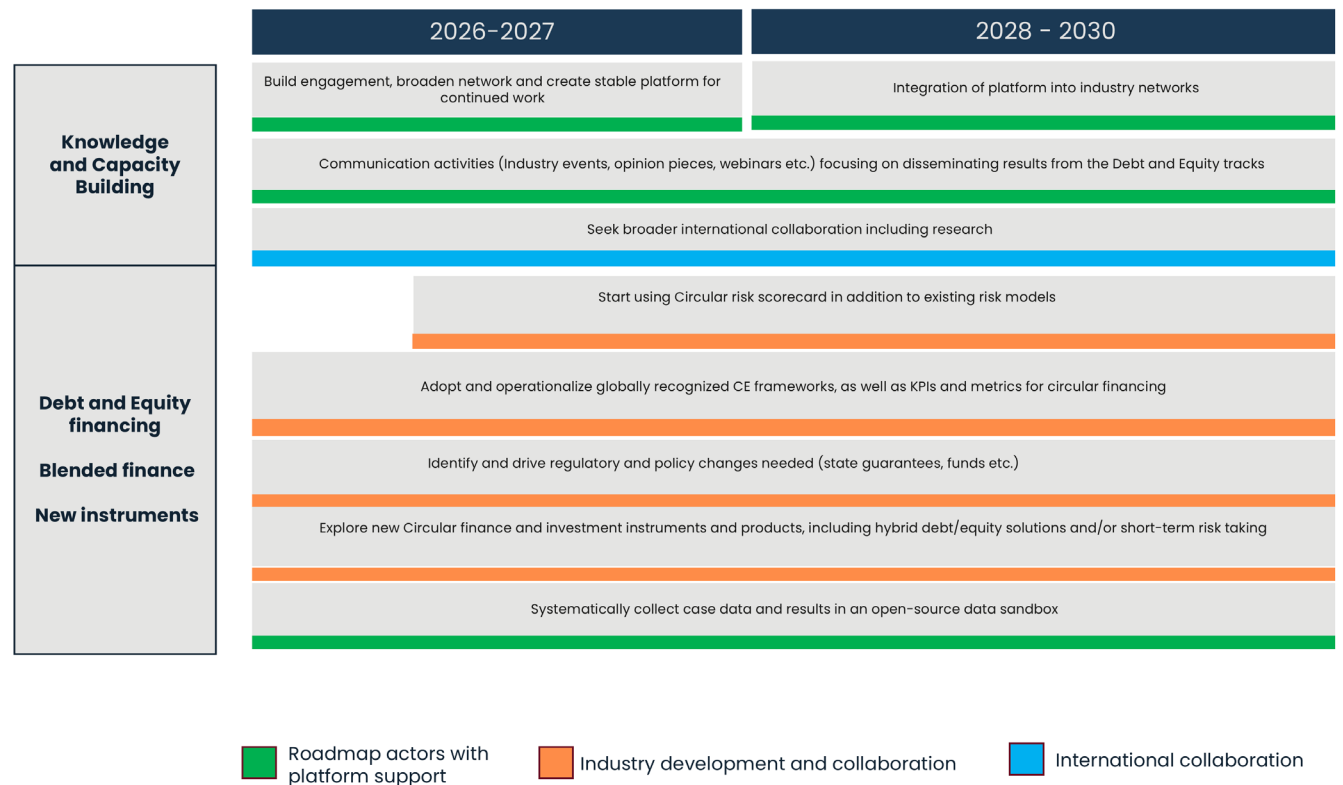 2026-2027
2028 - 2030
Knowledge
and Capacity
Building
Build engagement, broaden network and create stable platform for
continued work
Integration of platform into industry networks
Communication activities (Industry events, opinion pieces, webinars etc.) focusing on disseminating results from the Debt and Equity tracks
Seek broader international collaboration including research
Debt and Equity
financing
Blended finance
New instruments
Start using Circular risk scorecard in addition to existing risk models
Adopt and operationalize globally recognized CE frameworks, as well as KPIs and metrics for circular financing
Identify and drive regulatory and policy changes needed (state guarantees, funds etc.)
Explore new Circular finance and investment instruments and products, including hybrid debt/equity solutions and/or short-term risk taking
Systematically collect case data and results in an open-source data sandbox
Roadmap actors with
platform support
Industry development and collaboration
International collaboration